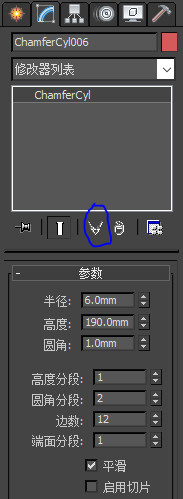 ChamferCyl006
修改器列表
ChamferCyl
- 参数
半径: 6.0mm
高度: 190.0mm
圆角: 1.0mm
高度分段: 1
圆角分段: 2
边数: 12
端面分段: 1
平滑
启用切片